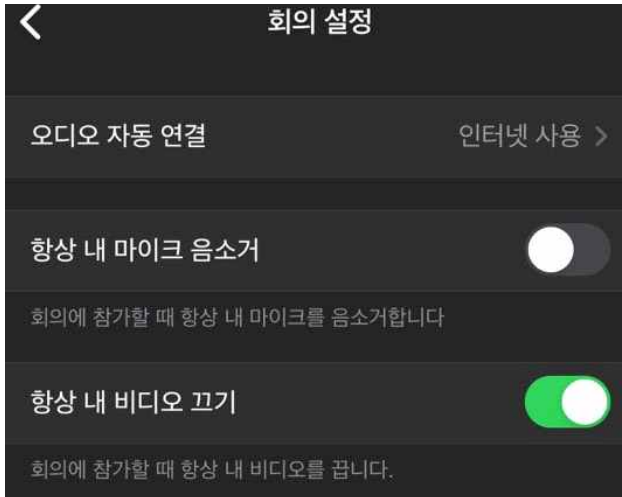 회의 설정
오디오 자동 연결 인터넷 사용
항상 내 마이크 음소거
회의에 참가할 때 항상 내 마이크를 음소거합니다
항상 내 비디오 끄기
회의에 참가할 때 항상 내 비디오를 끕니다.